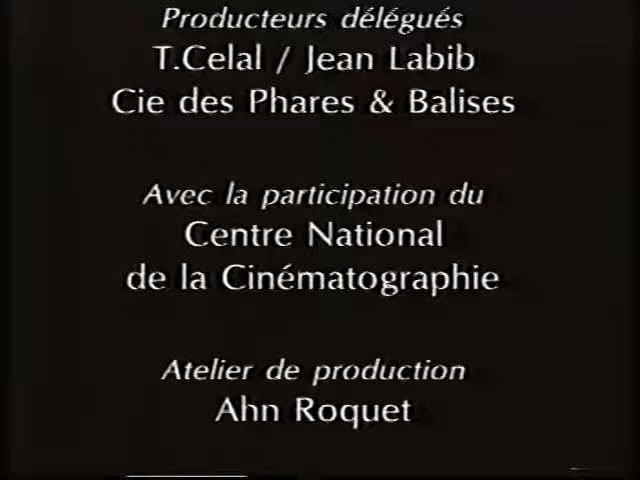 Producteurs délégués
T.Celal / Jean Labib
Cie des Phares & Balises
Avec la participation du
Centre National
de la Cinématographie
Atelier de production
Ahn Roquet